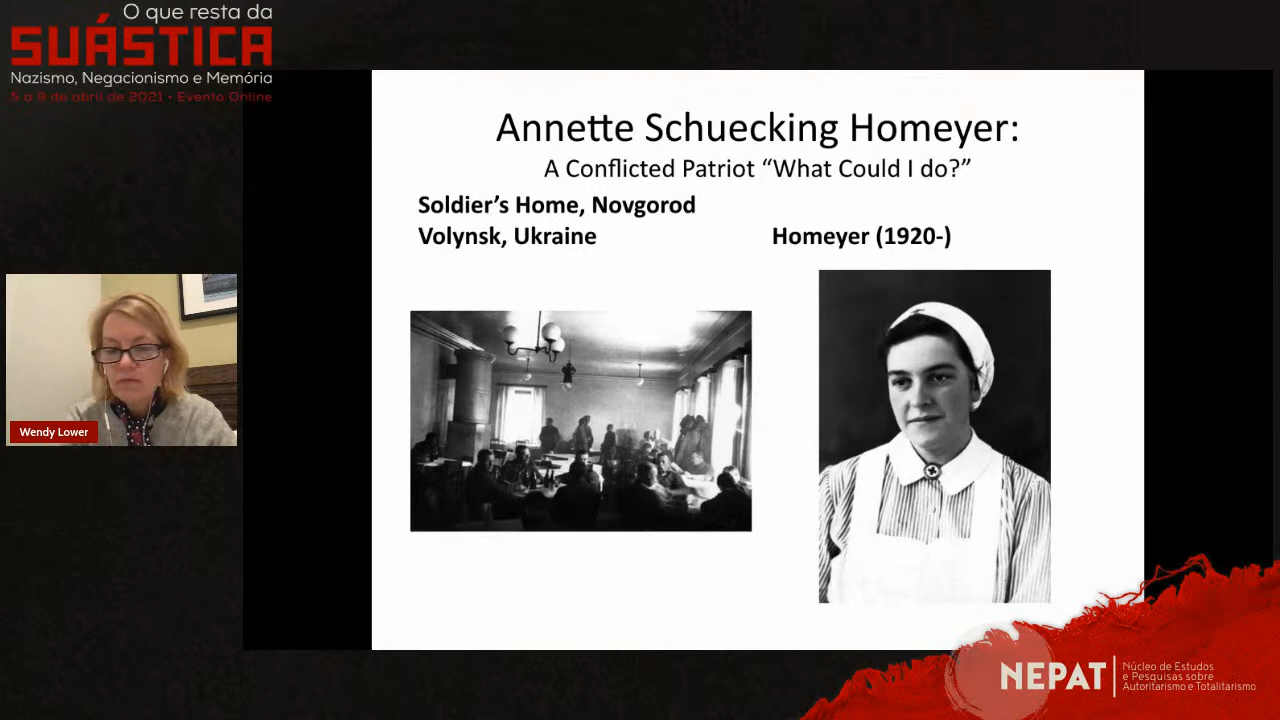 O que resta da
SUÁSTICA
Nazismo, Negacionismo e Memória
5 a 8 de abril de 2021 • Evento Online
Annette Schuecking Homeyer:
A Conflicted Patriot “What Could I do?”
Soldier’s Home, Novgorod
Volynsk, Ukraine
Homeyer (1920-)
Wendy Lower
NEPAT
Núcleo de Estudos
e Pesquisas sobre
Autoritarismo e Totalitarismo